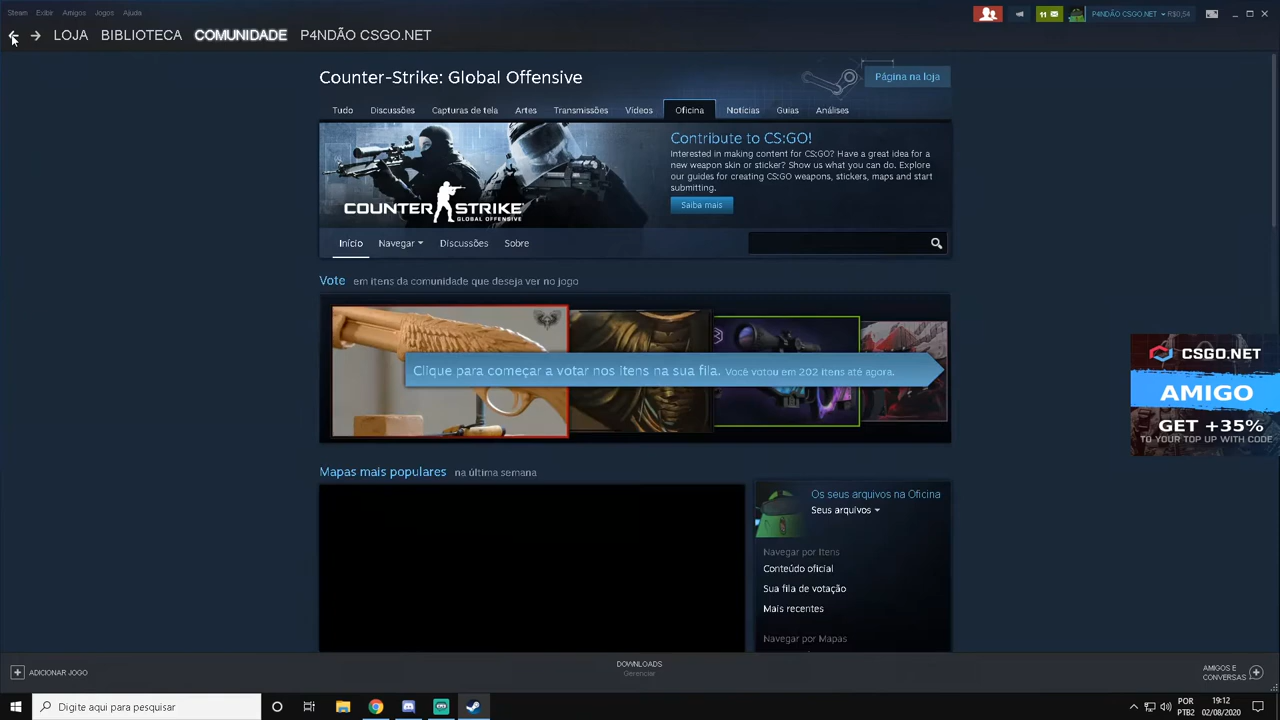 Steam Exibir Amigos Jogos Ajuda
11
P4NDÃO CSGO.NET R$0,54
LOJA BIBLIOTECA COMUNIDADE P4NDÃO CSGO.NET
Counter-Strike: Global Offensive
Página na loja
Tudo Discussões Capturas de tela Artes Transmissões Vídeos Oficina Notícias Guias Análises
Contribute to CS:GO!
Interested in making content for CS:GO? Have a great idea for a
new weapon skin or sticker? Show us what you can do. Explore
our guides for creating CS:GO weapons, stickers, maps and start
submitting.
Saiba mais
COUNTER STRIKE
GLOBAL OFFENSIVE
Início Navegar Discussões Sobre
Vote em itens da comunidade que deseja ver no jogo
Clique para começar a votar nos itens na sua fila. Você votou em 202 itens até agora.
CSGO.NET
AMIGO
GET +35%
TO YOUR TOP UP WITH CODE
Mapas mais populares na última semana
Os seus arquivos na Oficina
Seus arquivos
Navegar por Itens
Conteúdo oficial
Sua fila de votação
Mais recentes
Navegar por Mapas
ADICIONAR JOGO
DOWNLOADS
Gerenciar
AMIGOS E
CONVERSAS
Digite aqui para pesquisar
POR
PTB2
19:12
02/08/2020